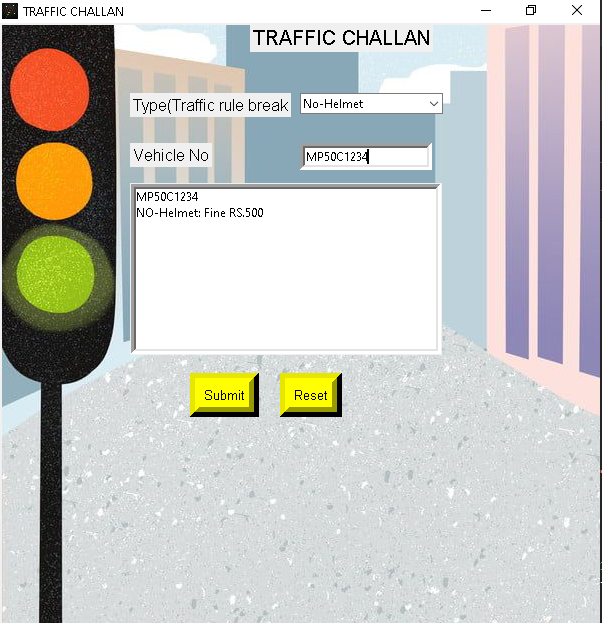 TRAFFIC CHALLAN
TRAFFIC CHALLAN
Type(Traffic rule break
No-Helmet
Vehicle No
MP50C1234
MP50C1234
NO-Helmet: Fine RS.500
Submit
Reset